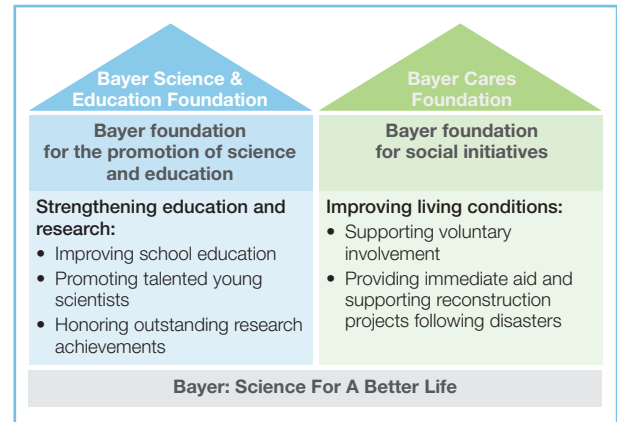 Bayer Science &
Education Foundation
Bayer foundation
for the promotion of science
and education
Strengthening education and
research:
• Improving school education
• Promoting talented young
scientists
• Honoring outstanding research
achievements
Bayer Cares
Foundation
Bayer foundation
for social initiatives
Improving living conditions:
• Supporting voluntary
involvement
• Providing immediate aid and
supporting reconstruction
projects following disasters
Bayer: Science For A Better Life